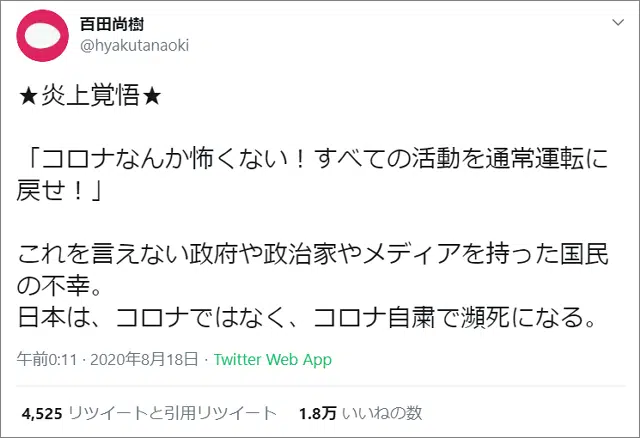 百田尚樹
@hyakutanaoki
★炎上覚悟★
「コロナなんか怖くない！すべての活動を通常運転に
戻せ！」
これを言えない政府や政治家やメディアを持った国民
の不幸。
日本は、コロナではなく、コロナ自粛で瀕死になる。
午前0:11 · 2020年8月18日 · Twitter Web App
4,525 リツイートと引用リツイート 1.8万 いいねの数